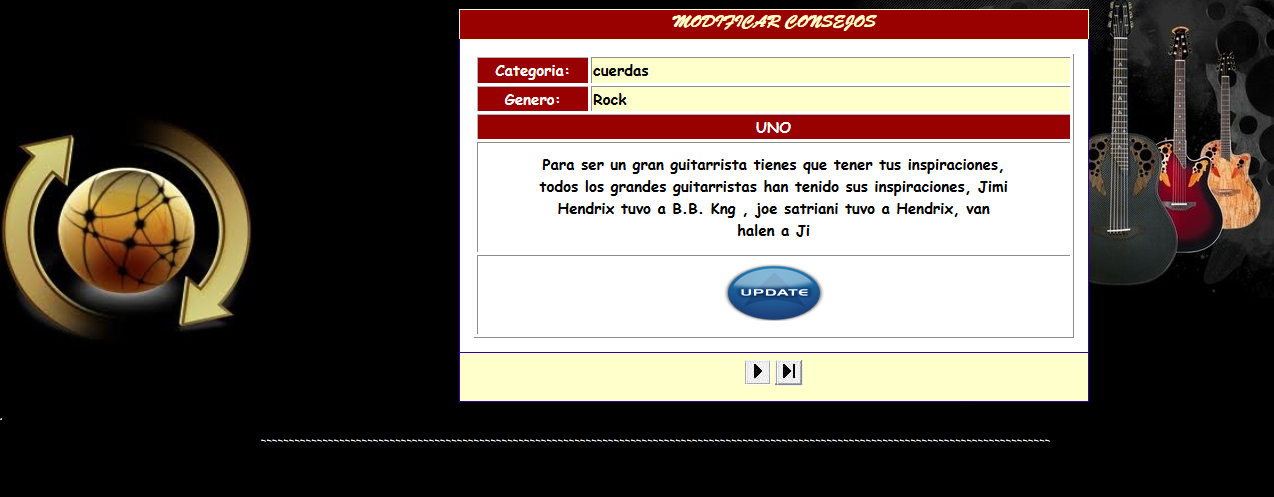 MODIFICAR CONSEJOS
Categoria: cuerdas
Genero: Rock
UNO
Para ser un gran guitarrista tienes que tener tus inspiraciones,
todos los grandes guitarristas han tenido sus inspiraciones, Jimi
Hendrix tuvo a B.B. Kng , joe satriani tuvo a Hendrix, van
halen a Ji
UPDATE